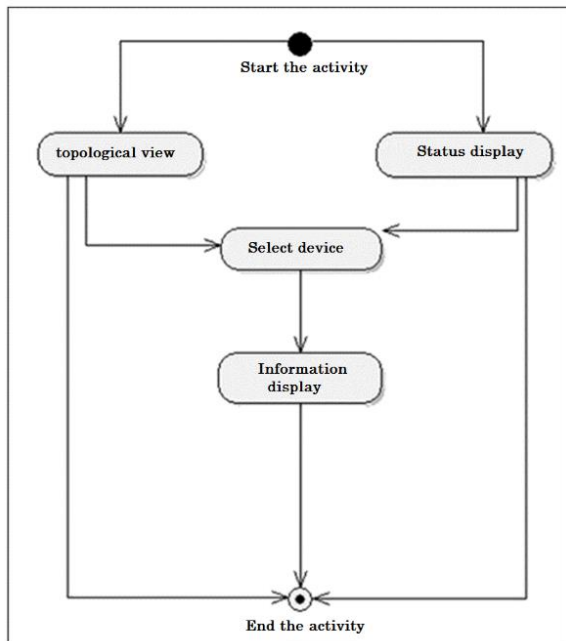 Start the activity
topological view
Status display
Select device
Information
display
End the activity